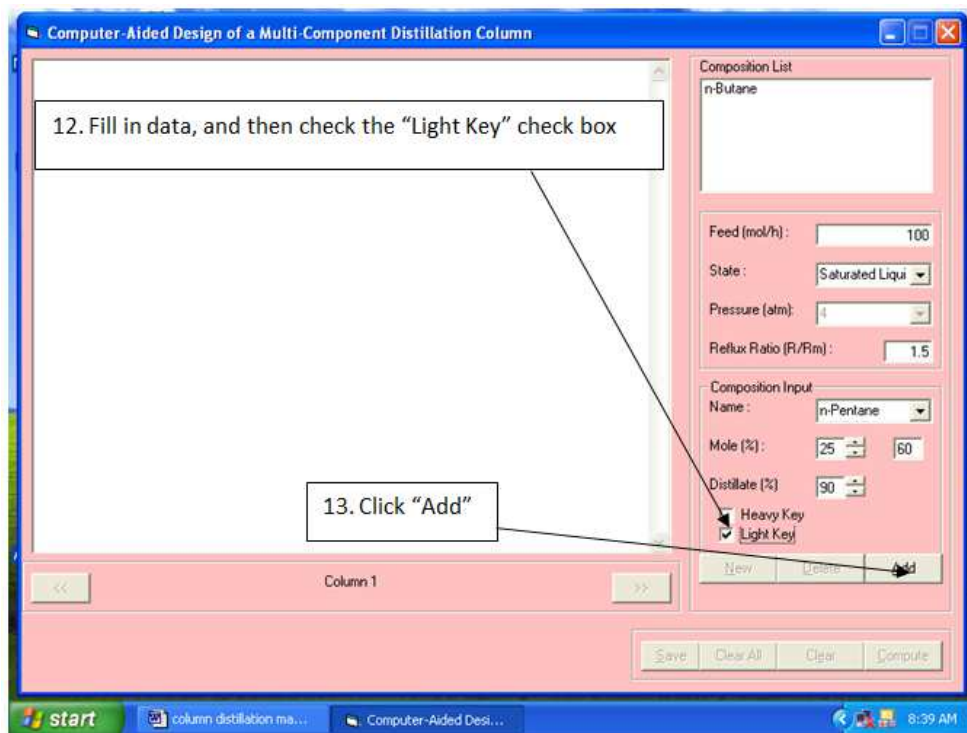 Computer-Aided Design of a Multi-Component Distillation Column
12. Fill in data, and then check the “Light Key” check box
Composition List
n-Butane
Feed (mol/h) : 100
State : Saturated Liqui
Pressure (atm): 4
Reflux Ratio (R/Rm) : 1.5
Composition Input
Name : n-Pentane
Mole (%) : 25 60
Distillate (%) 90
Heavy Key
Light Key
13. Click “Add”
New Delete Add
<< Column 1 >>
Save Clear All Clear Compute
start column distillation ma... Computer-Aided Desi... 8:39 AM